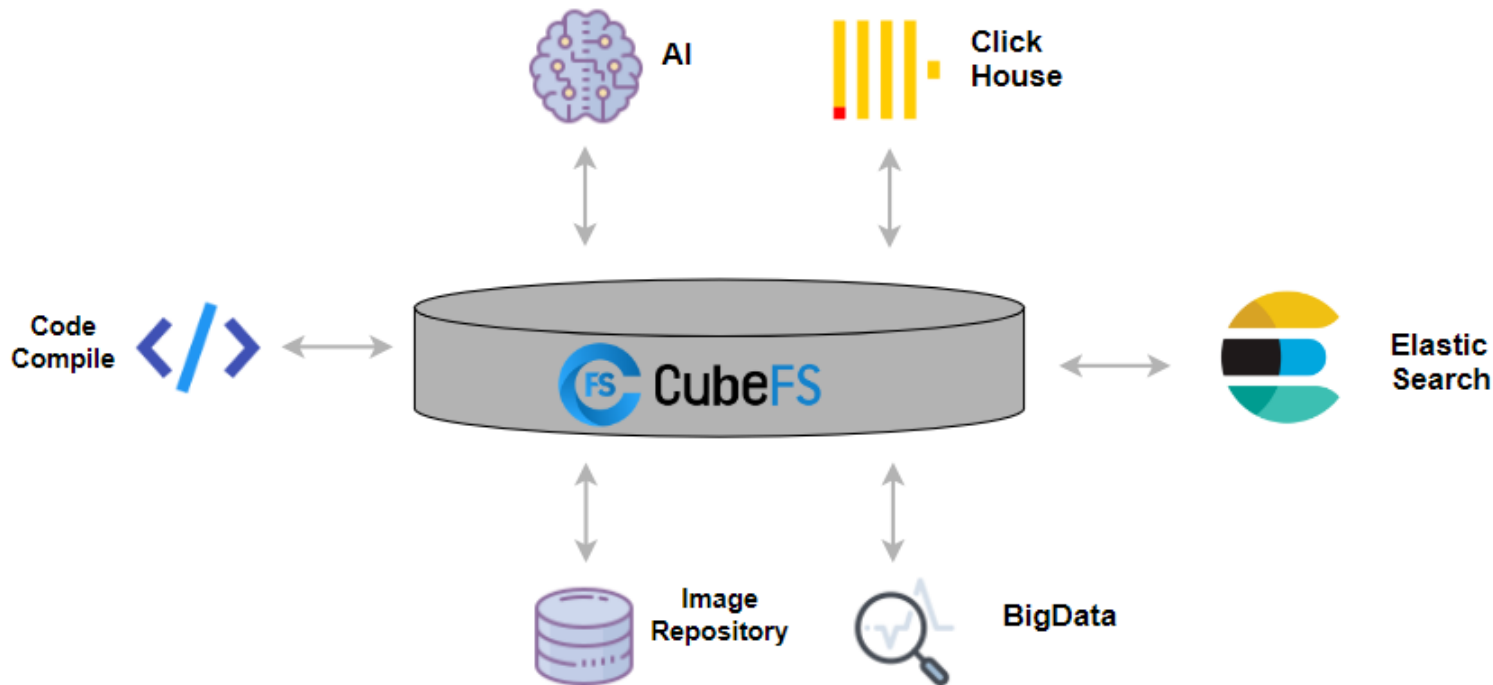 AI
Click
House
Code
Compile
FS CubeFS
Elastic
Search
Image
Repository
BigData